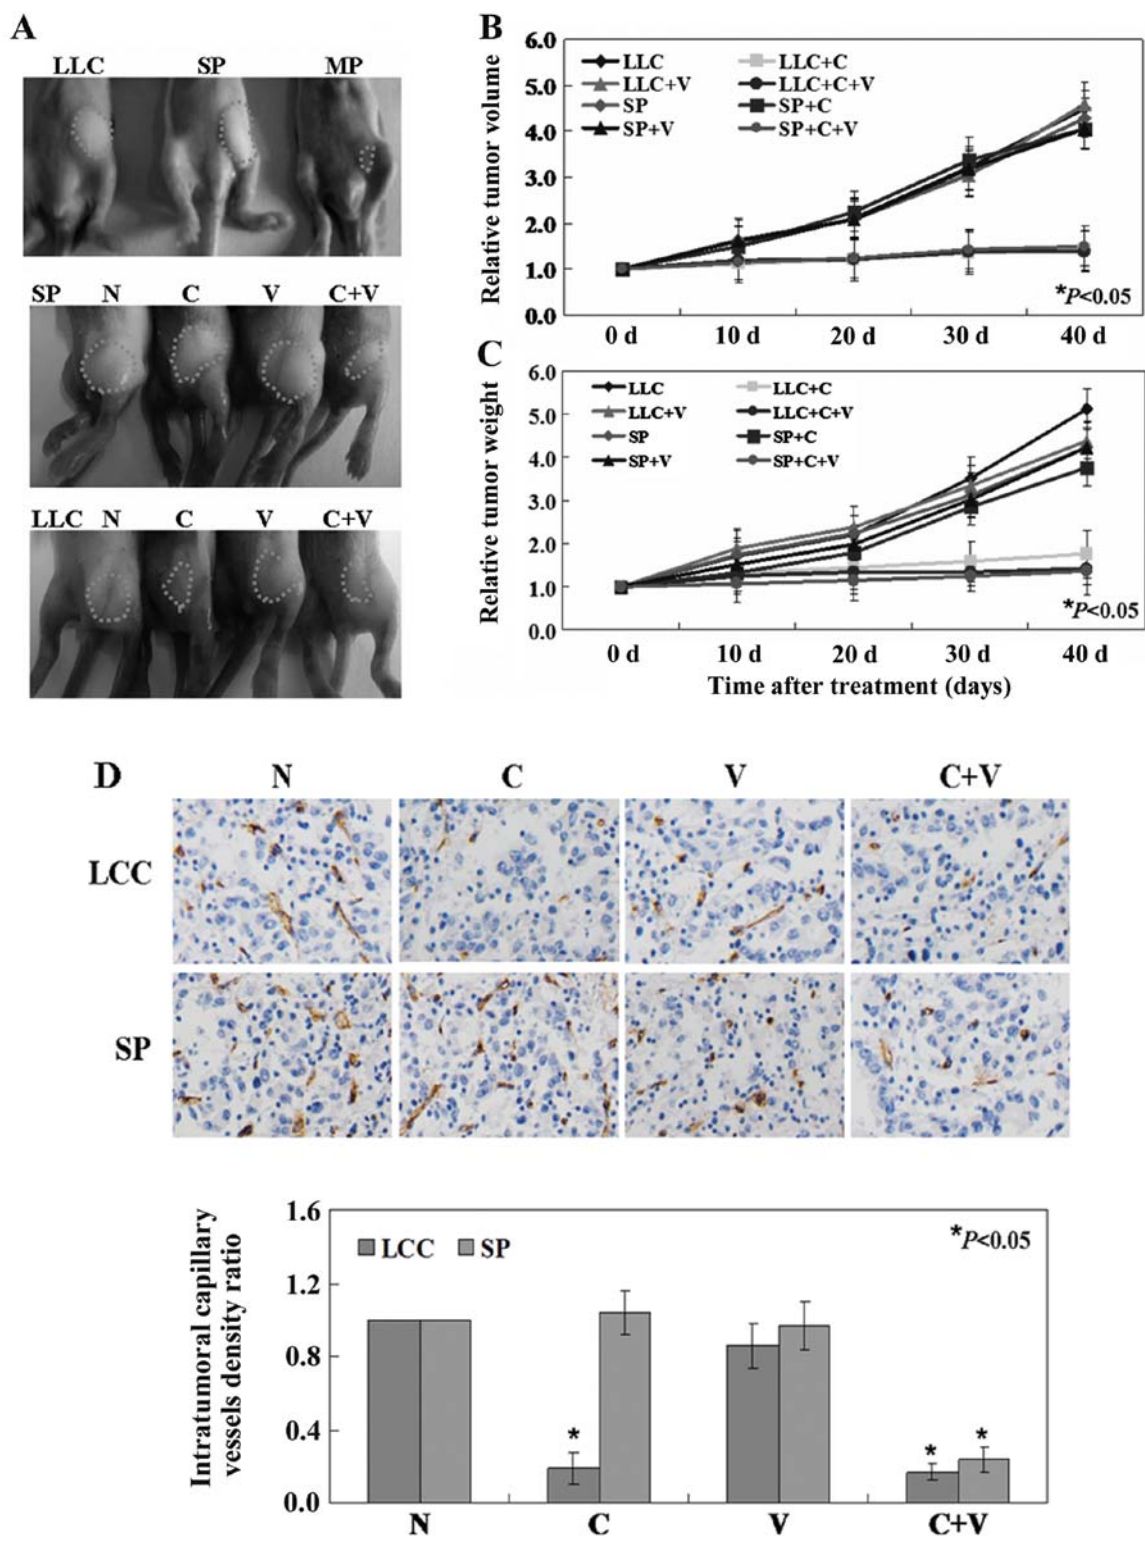 A
LLC SP MP
SP N C V C+V
LLC N C V C+V
B
Relative tumor volume
6.0
5.0
4.0
3.0
2.0
1.0
0.0
LLC LLC+C
LLC+V LLC+C+V
SP SP+C
SP+V SP+C+V
*P<0.05
0 d 10 d 20 d 30 d 40 d
C
Relative tumor weight
6.0
5.0
4.0
3.0
2.0
1.0
0.0
LLC LLC+C
LLC+V LLC+C+V
SP SP+C
SP+V SP+C+V
*P<0.05
0 d 10 d 20 d 30 d 40 d
Time after treatment (days)
D
N C V C+V
LCC
SP
Intratumoral capillary
vessels density ratio
1.6
1.2
0.8
0.4
0.0
LCC SP
*P<0.05
*
*
*
N C V C+V